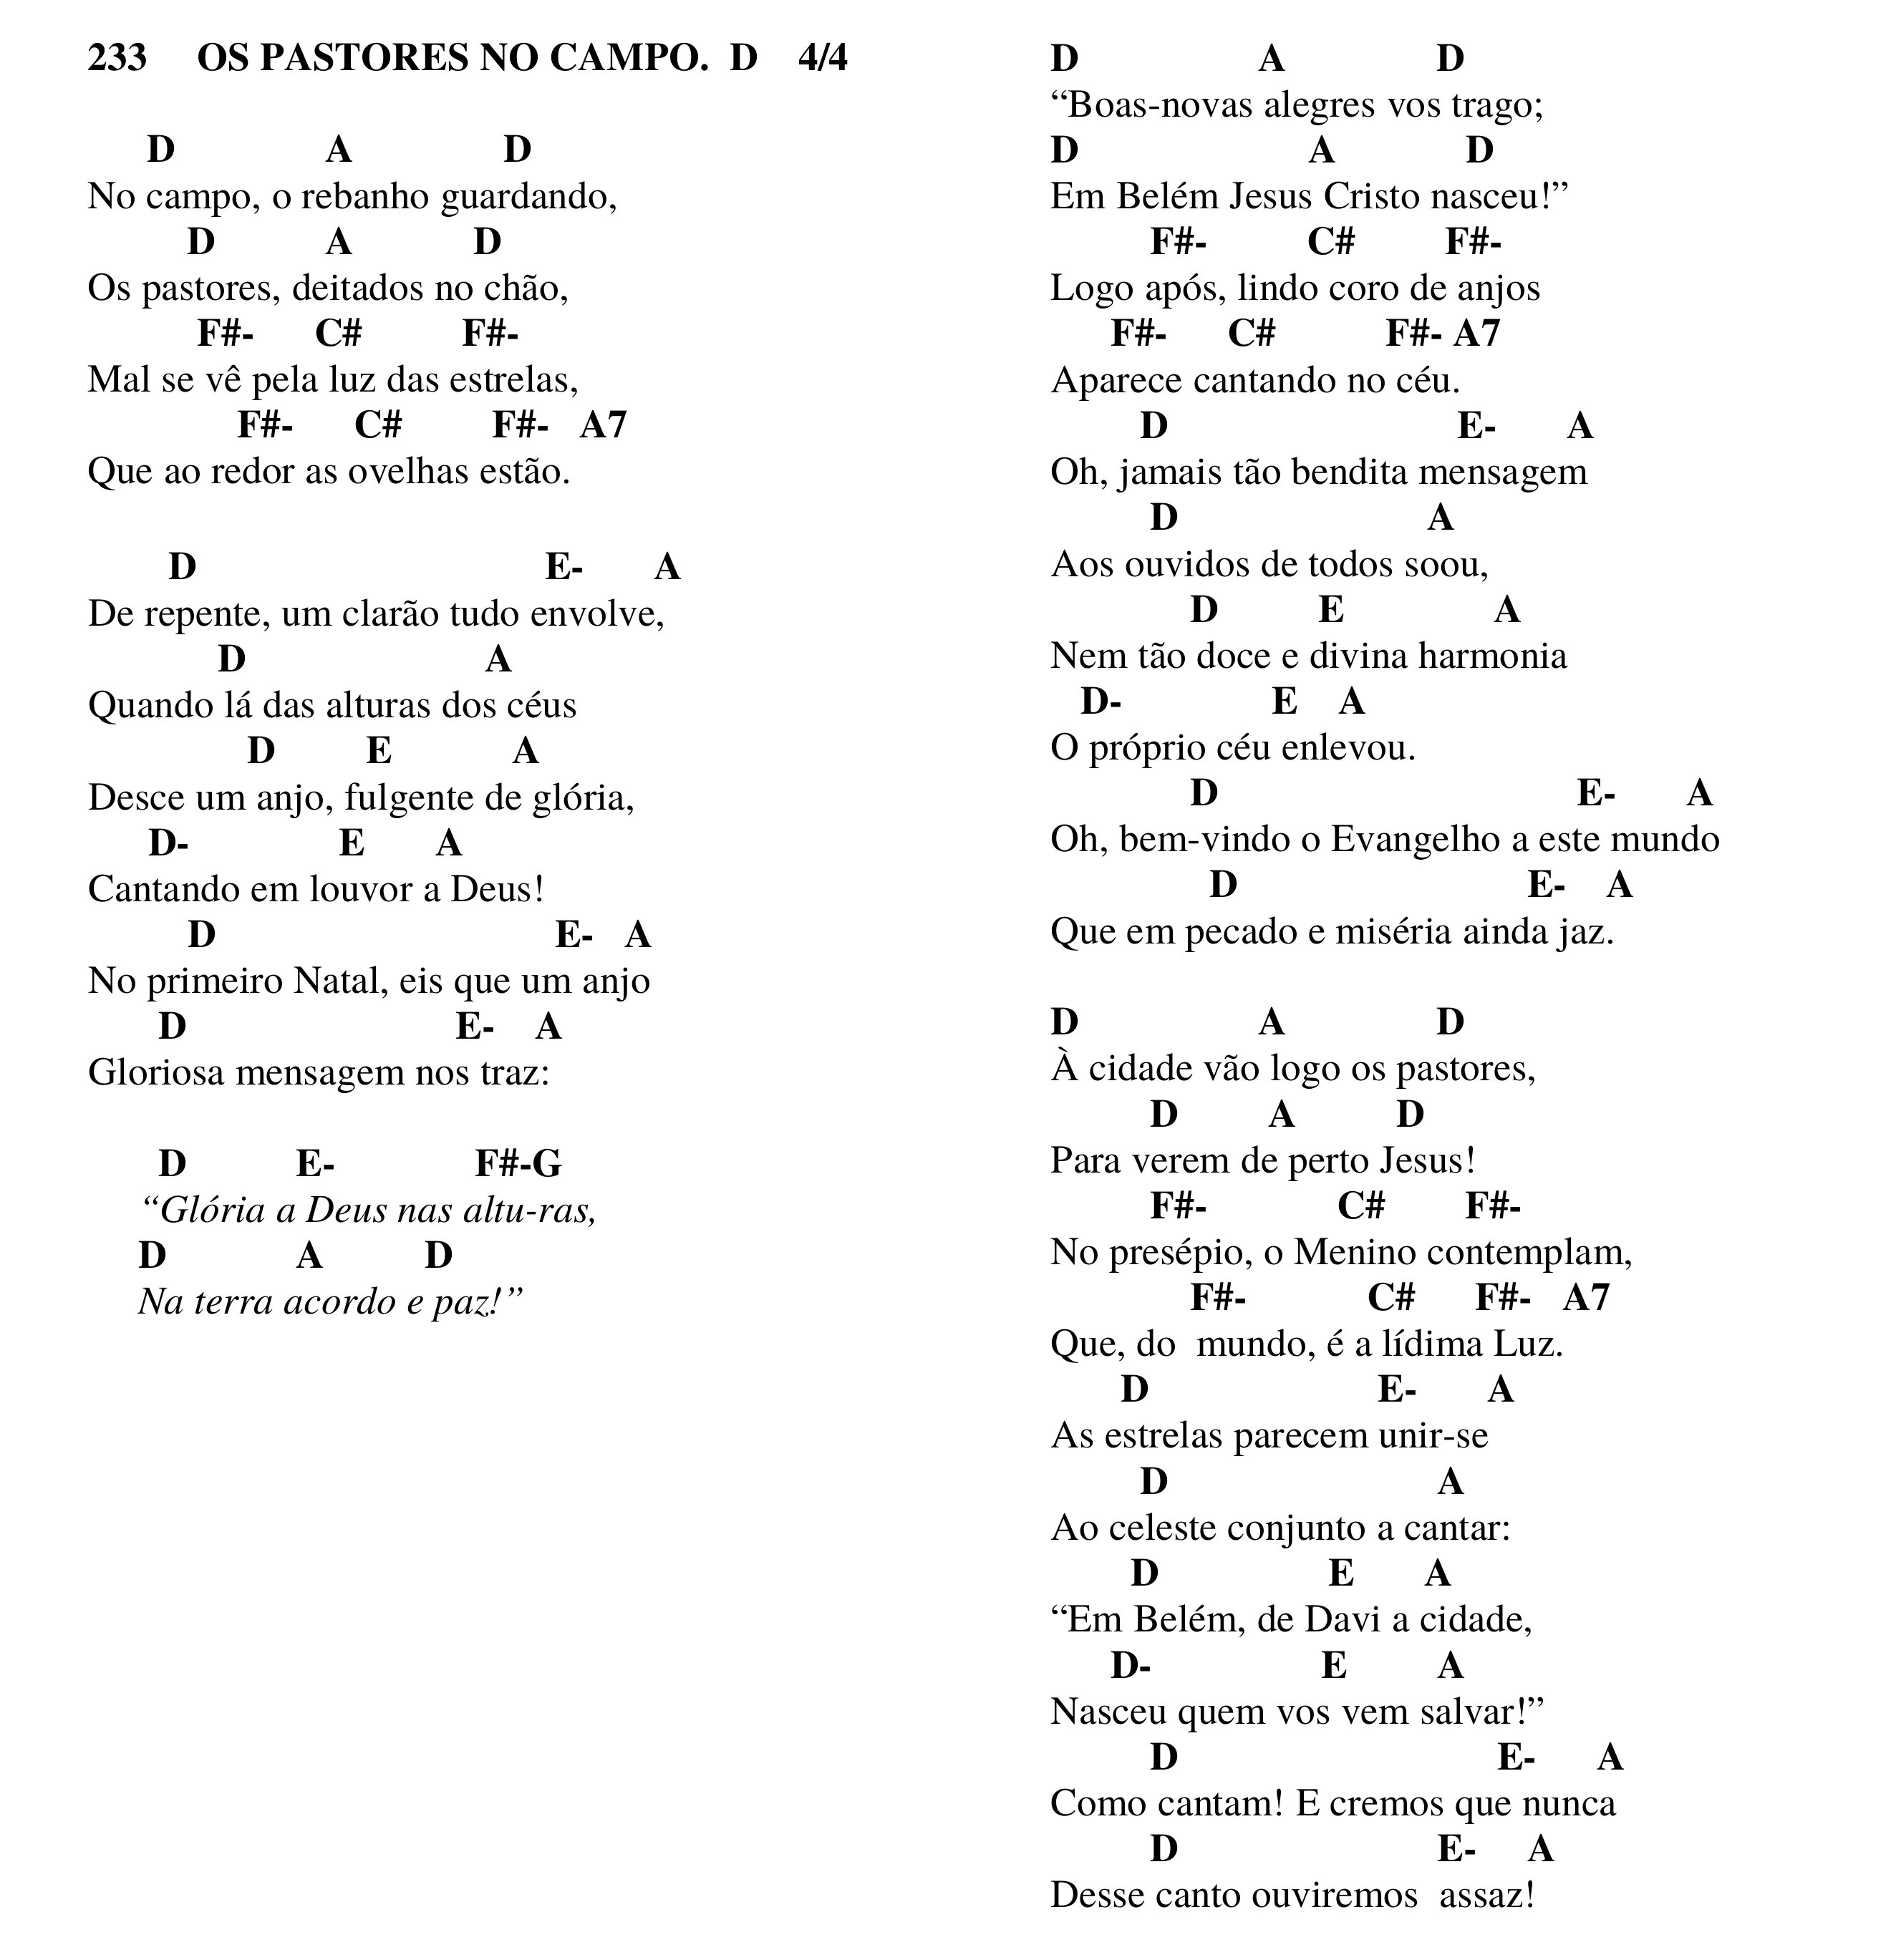 233 OS PASTORES NO CAMPO. D 4/4
D A D
No campo, o rebanho guardando,
D A D
Os pastores, deitados no chão,
F#- C# F#-
Mal se vê pela luz das estrelas,
F#- C# F#- A7
Que ao redor as ovelhas estão.
D E- A
De repente, um clarão tudo envolve,
D A
Quando lá das alturas dos céus
D E A
Desce um anjo, fulgente de glória,
D- E A
Cantando em louvor a Deus!
D E- A
No primeiro Natal, eis que um anjo
D E- A
Gloriosa mensagem nos traz:
D E- F#-G
“Glória a Deus nas altu-ras,
D A D
Na terra acordo e paz!”
D A D
“Boas-novas alegres vos trago;
D A D
Em Belém Jesus Cristo nasceu!”
F#- C# F#-
Logo após, lindo coro de anjos
F#- C# F#- A7
Aparece cantando no céu.
D E- A
Oh, jamais tão bendita mensagem
D A
Aos ouvidos de todos soou,
D E A
Nem tão doce e divina harmonia
D- E A
O próprio céu enlevou.
D E- A
Oh, bem-vindo o Evangelho a este mundo
D E- A
Que em pecado e miséria ainda jaz.
D A D
À cidade vão logo os pastores,
D A D
Para verem de perto Jesus!
F#- C# F#-
No presépio, o Menino contemplam,
F#- C# F#- A7
Que, do mundo, é a lídima Luz.
D E- A
As estrelas parecem unir-se
D A
Ao celeste conjunto a cantar:
D E A
“Em Belém, de Davi a cidade,
D- E A
Nasceu quem vos vem salvar!”
D E- A
Como cantam! E cremos que nunca
D E- A
Desse canto ouviremos assaz!